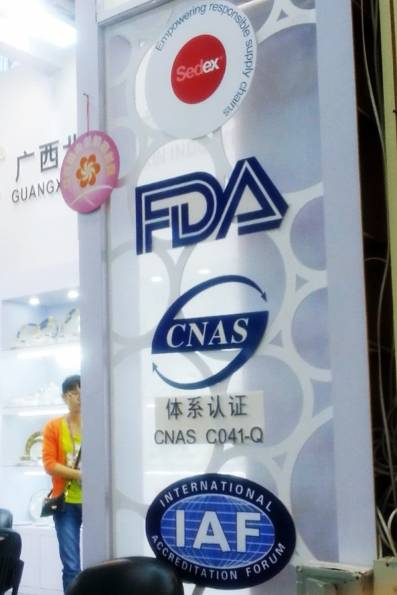 Empowering responsible supply chains
Sedex
广西
GUANGX
FDA
CNAS
体系认证
CNAS C041-Q
INTERNATIONAL
IAF
ACCREDITATION FORUM